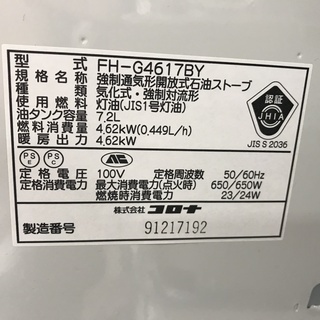 型式 FH-G4617BY
規格名 強制通気形開放式石油ストーブ
種類 気化式・強制対流形
使用燃料 灯油(JIS1号灯油)
油タンク容量 7.2L
燃料消費量 4.62kW(0.449L/h)
暖房出力 4.62kW
認証
JHIA
JIS S 2036
PS E
PS C
定格電圧 100V 定格周波数 50/60Hz
定格消費電力 最大消費電力(点火時) 650/650W
燃焼時消費電力 23/24W
株式会社 コロナ
製造番号 91217192